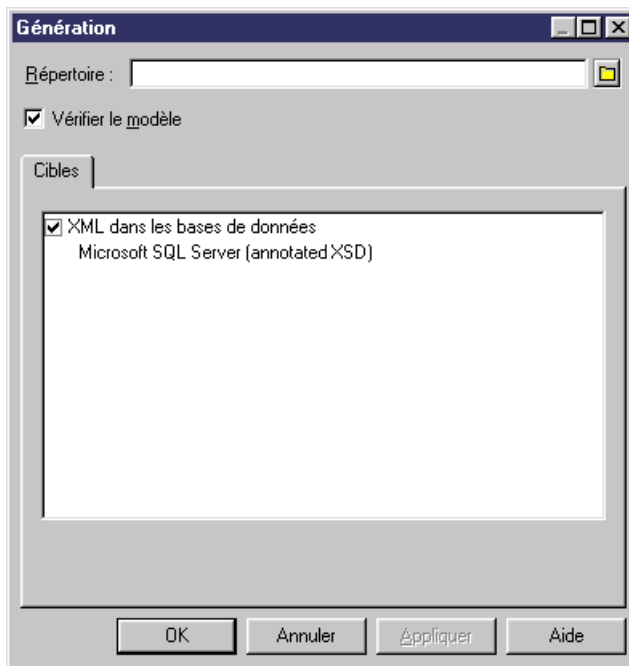 Génération
Répertoire :
Vérifier le modèle
Cibles
XML dans les bases de données
Microsoft SQL Server (annotated XSD)
OK Annuler Appliquer Aide